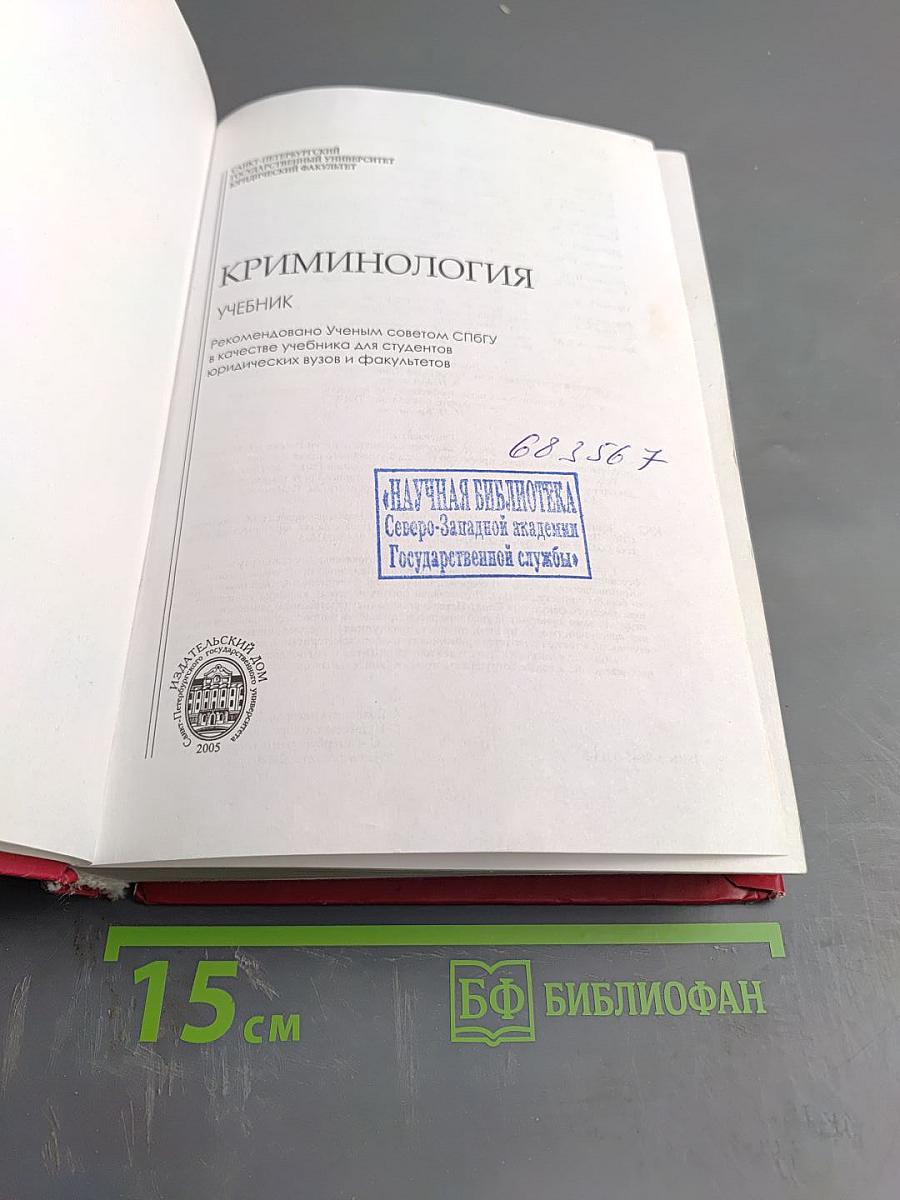 САНКТ-ПЕТЕРБУРГСКИЙ
ГОСУДАРСТВЕННЫЙ УНИВЕРСИТЕТ
ЮРИДИЧЕСКИЙ ФАКУЛЬТЕТ
КРИМИНОЛОГИЯ
УЧЕБНИК
Рекомендовано Ученым советом СПбГУ
в качестве учебника для студентов
юридических вузов и факультетов
683567
«НАУЧНАЯ БИБЛИОТЕКА
Северо-Западной академии
Государственной службы»
ИЗДАТЕЛЬСКИЙ ДОМ
Санкт-Петербургского государственного университета
2005
15 см
БФ БИБЛИОФАН